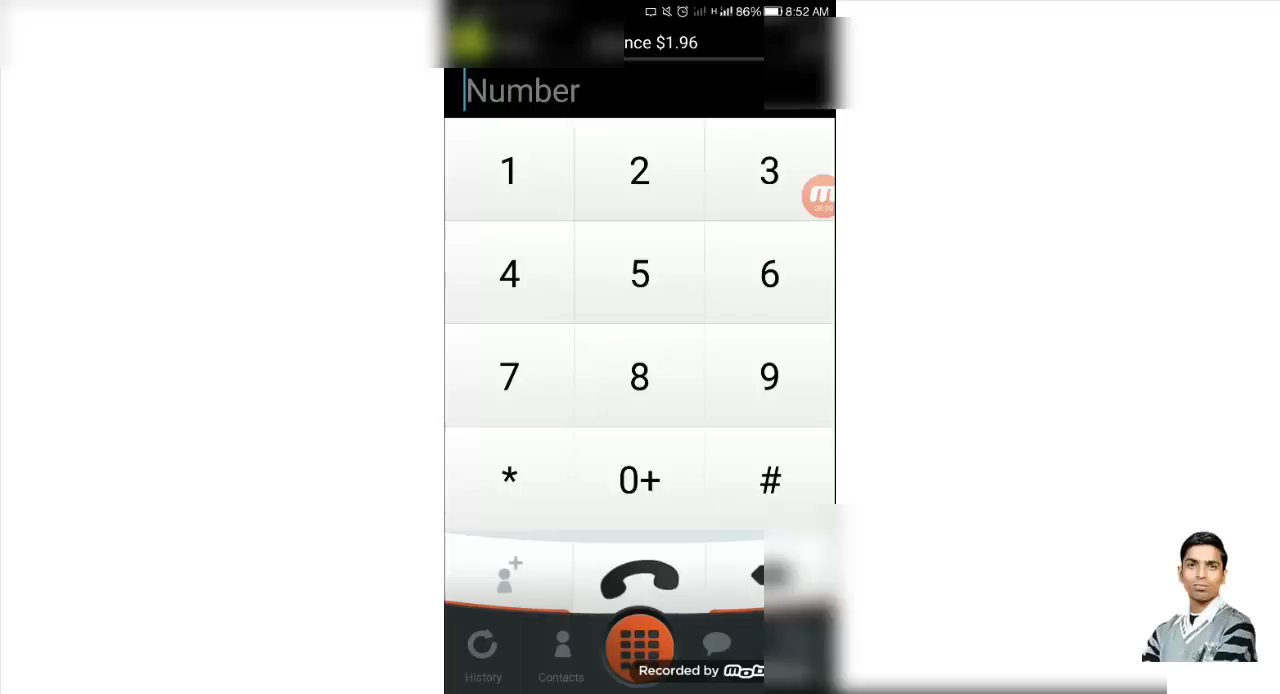 86% 8:52 AM
nce $1.96
Number
1 2 3
4 5 6
7 8 9
* 0+ #
Recorded by
History Contacts